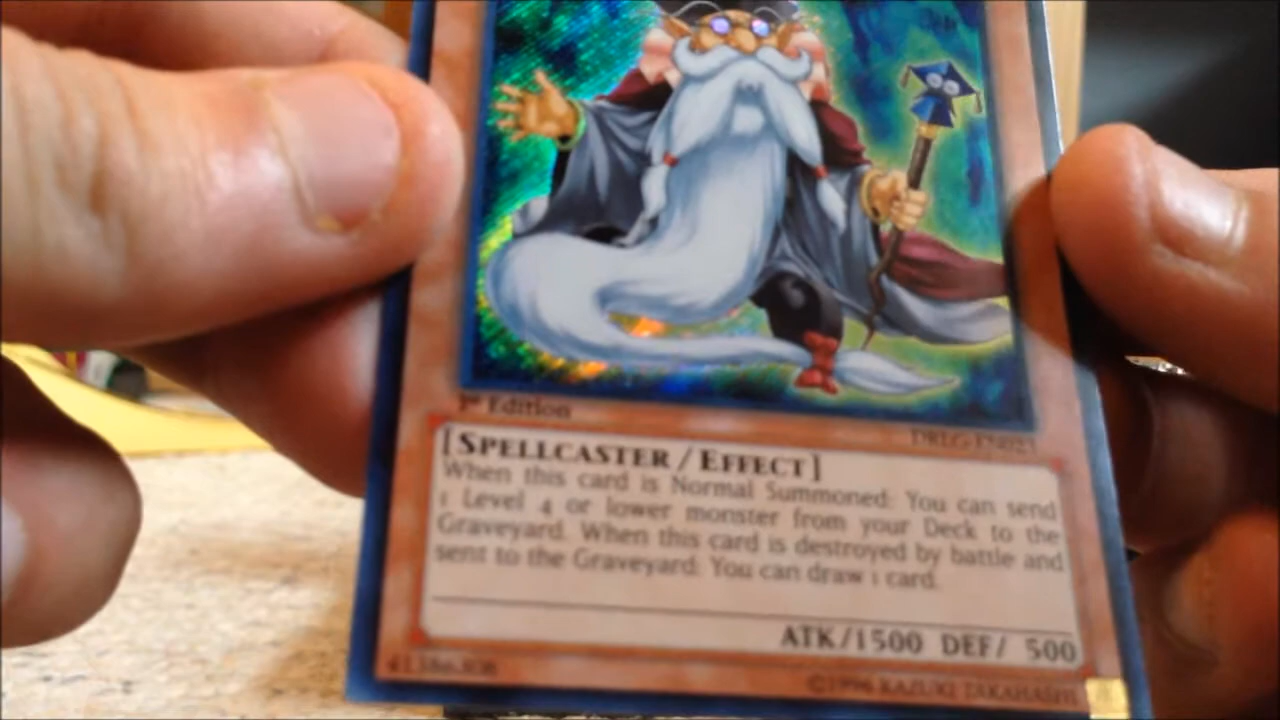 1st Edition
DRLG-EN023
[SPELLCASTER/EFFECT]
When this card is Normal Summoned: You can send
1 Level 4 or lower monster from your Deck to the
Graveyard. When this card is destroyed by battle and
sent to the Graveyard: You can draw 1 card.
ATK/1500 DEF/ 500
©1996 KAZUKI TAKAHASHI